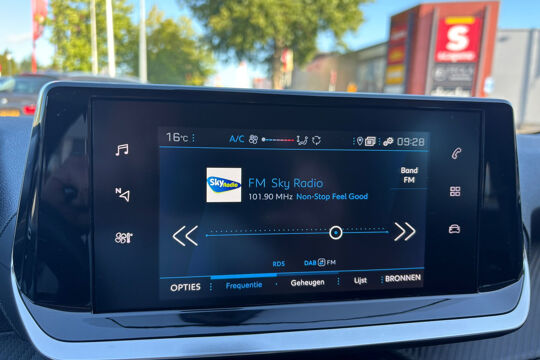 16°C A/C 09:28
Sky Radio
FM Sky Radio
101.90 MHz Non-Stop Feel Good
Band
FM
N
RDS DAB FM
OPTIES Frequentie Geheugen Lijst BRONNEN
S